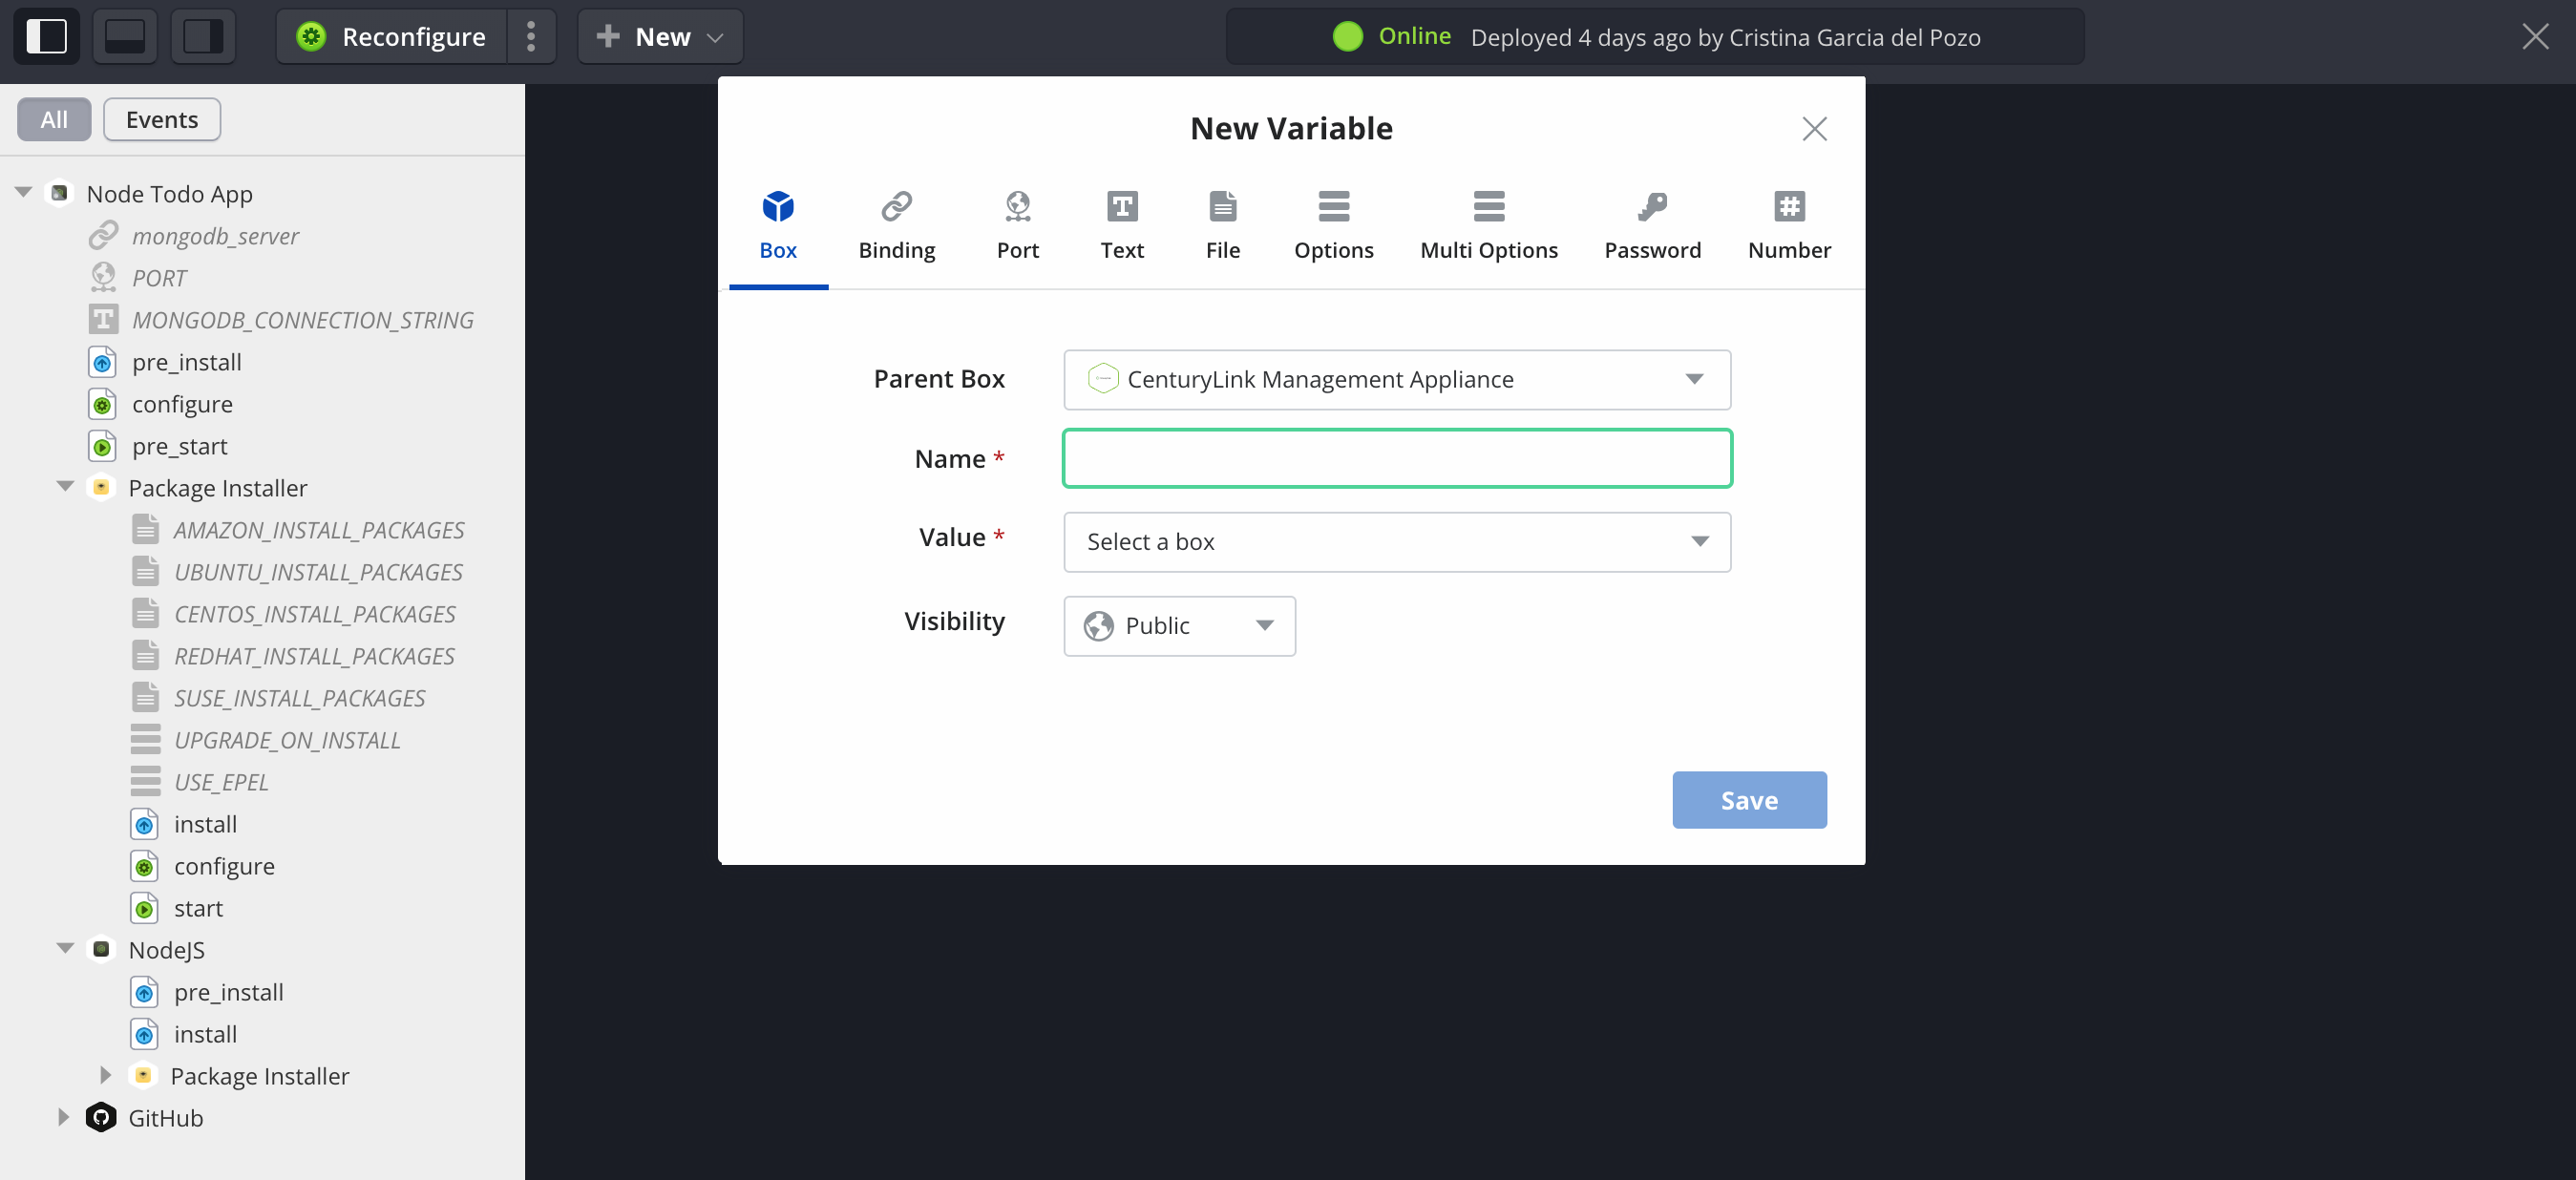 Reconfigure
New
Online Deployed 4 days ago by Cristina Garcia del Pozo
All Events
Node Todo App
mongodb_server
PORT
MONGODB_CONNECTION_STRING
pre_install
configure
pre_start
Package Installer
AMAZON_INSTALL_PACKAGES
UBUNTU_INSTALL_PACKAGES
CENTOS_INSTALL_PACKAGES
REDHAT_INSTALL_PACKAGES
SUSE_INSTALL_PACKAGES
UPGRADE_ON_INSTALL
USE_EPEL
install
configure
start
NodeJS
pre_install
install
Package Installer
GitHub
New Variable
Box Binding Port Text File Options Multi Options Password Number
Parent Box CenturyLink Management Appliance
Name *
Value * Select a box
Visibility Public
Save